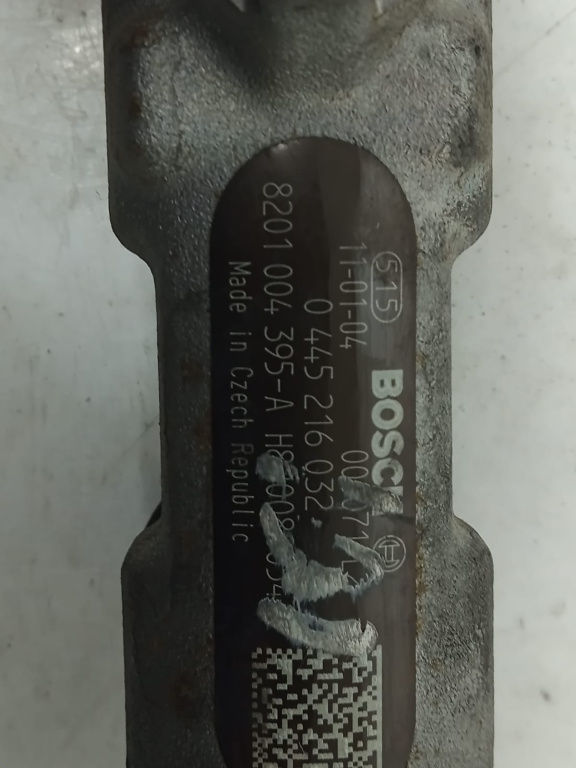 515 BOSCH
11-01-04
0 445 216 032
8201 004 395-A
Made in Czech Republic